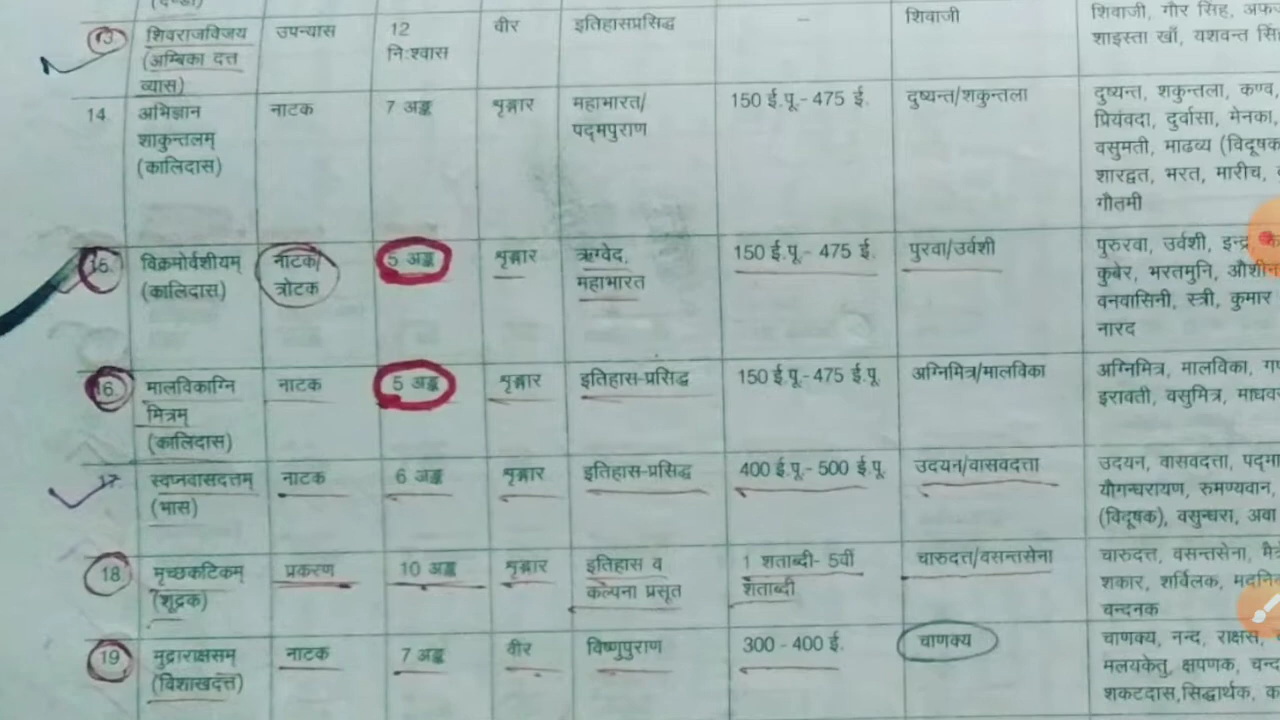 13. शिवराजविजय उपन्यास 12 वीर इतिहासप्रसिद्ध – शिवाजी शिवाजी, गौर सिंह,
(अम्बिका दत्त नि:श्वास शाइस्ता खाँ, यशवन्त
व्यास)
14. अभिज्ञान नाटक 7 अङ्क शृङ्गार महाभारत/ 150 ई.पू.- 475 ई. दुष्यन्त/शकुन्तला दुष्यन्त, शकुन्तला, कण्व,
शाकुन्तलम् पद्मपुराण प्रियंवदा, दुर्वासा, मेनका,
(कालिदास) वसुमती, माढव्य (विदूषक
शारद्वत, भरत, मारीच,
गौतमी
15. विक्रमोर्वशीयम् नाटक/ 5 अङ्क शृङ्गार ऋग्वेद, 150 ई.पू.- 475 ई. पुरवा/उर्वशी पुरुरवा, उर्वशी, इन्द्र
(कालिदास) त्रोटक महाभारत कुबेर, भरतमुनि, औशीन
वनवासिनी, स्त्री, कुमार
नारद
16. मालविकाग्नि नाटक 5 अङ्क शृङ्गार इतिहास-प्रसिद्ध 150 ई.पू.- 475 ई.पू. अग्निमित्र/मालविका अग्निमित्र, मालविका,
मित्रम् इरावती, वसुमित्र, माधव
(कालिदास)
17. स्वप्नवासदत्तम् नाटक 6 अङ्क शृङ्गार इतिहास-प्रसिद्ध 400 ई.पू.- 500 ई.पू. उदयन/वासवदत्ता उदयन, वासवदत्ता,
(भास) यौगन्धरायण, रुमण्यवान,
(विदूषक), वसुन्धरा, अवा
18 मृच्छकटिकम् प्रकरण 10 अङ्क शृङ्गार इतिहास व 1 शताब्दी- 5वीं चारुदत्त/वसन्तसेना चारुदत्त, वसन्तसेना,
(शूद्रक) कल्पना प्रसूत शताब्दी शकार, शर्विलक, मदनि
चन्दनक
19 मुद्राराक्षसम् नाटक 7 अङ्क वीर विष्णुपुराण 300 - 400 ई. चाणक्य चाणक्य, नन्द, राक्षस,
(विशाखदत्त) मलयकेतु, क्षपणक, चन्द
शकटदास,सिद्धार्थक,